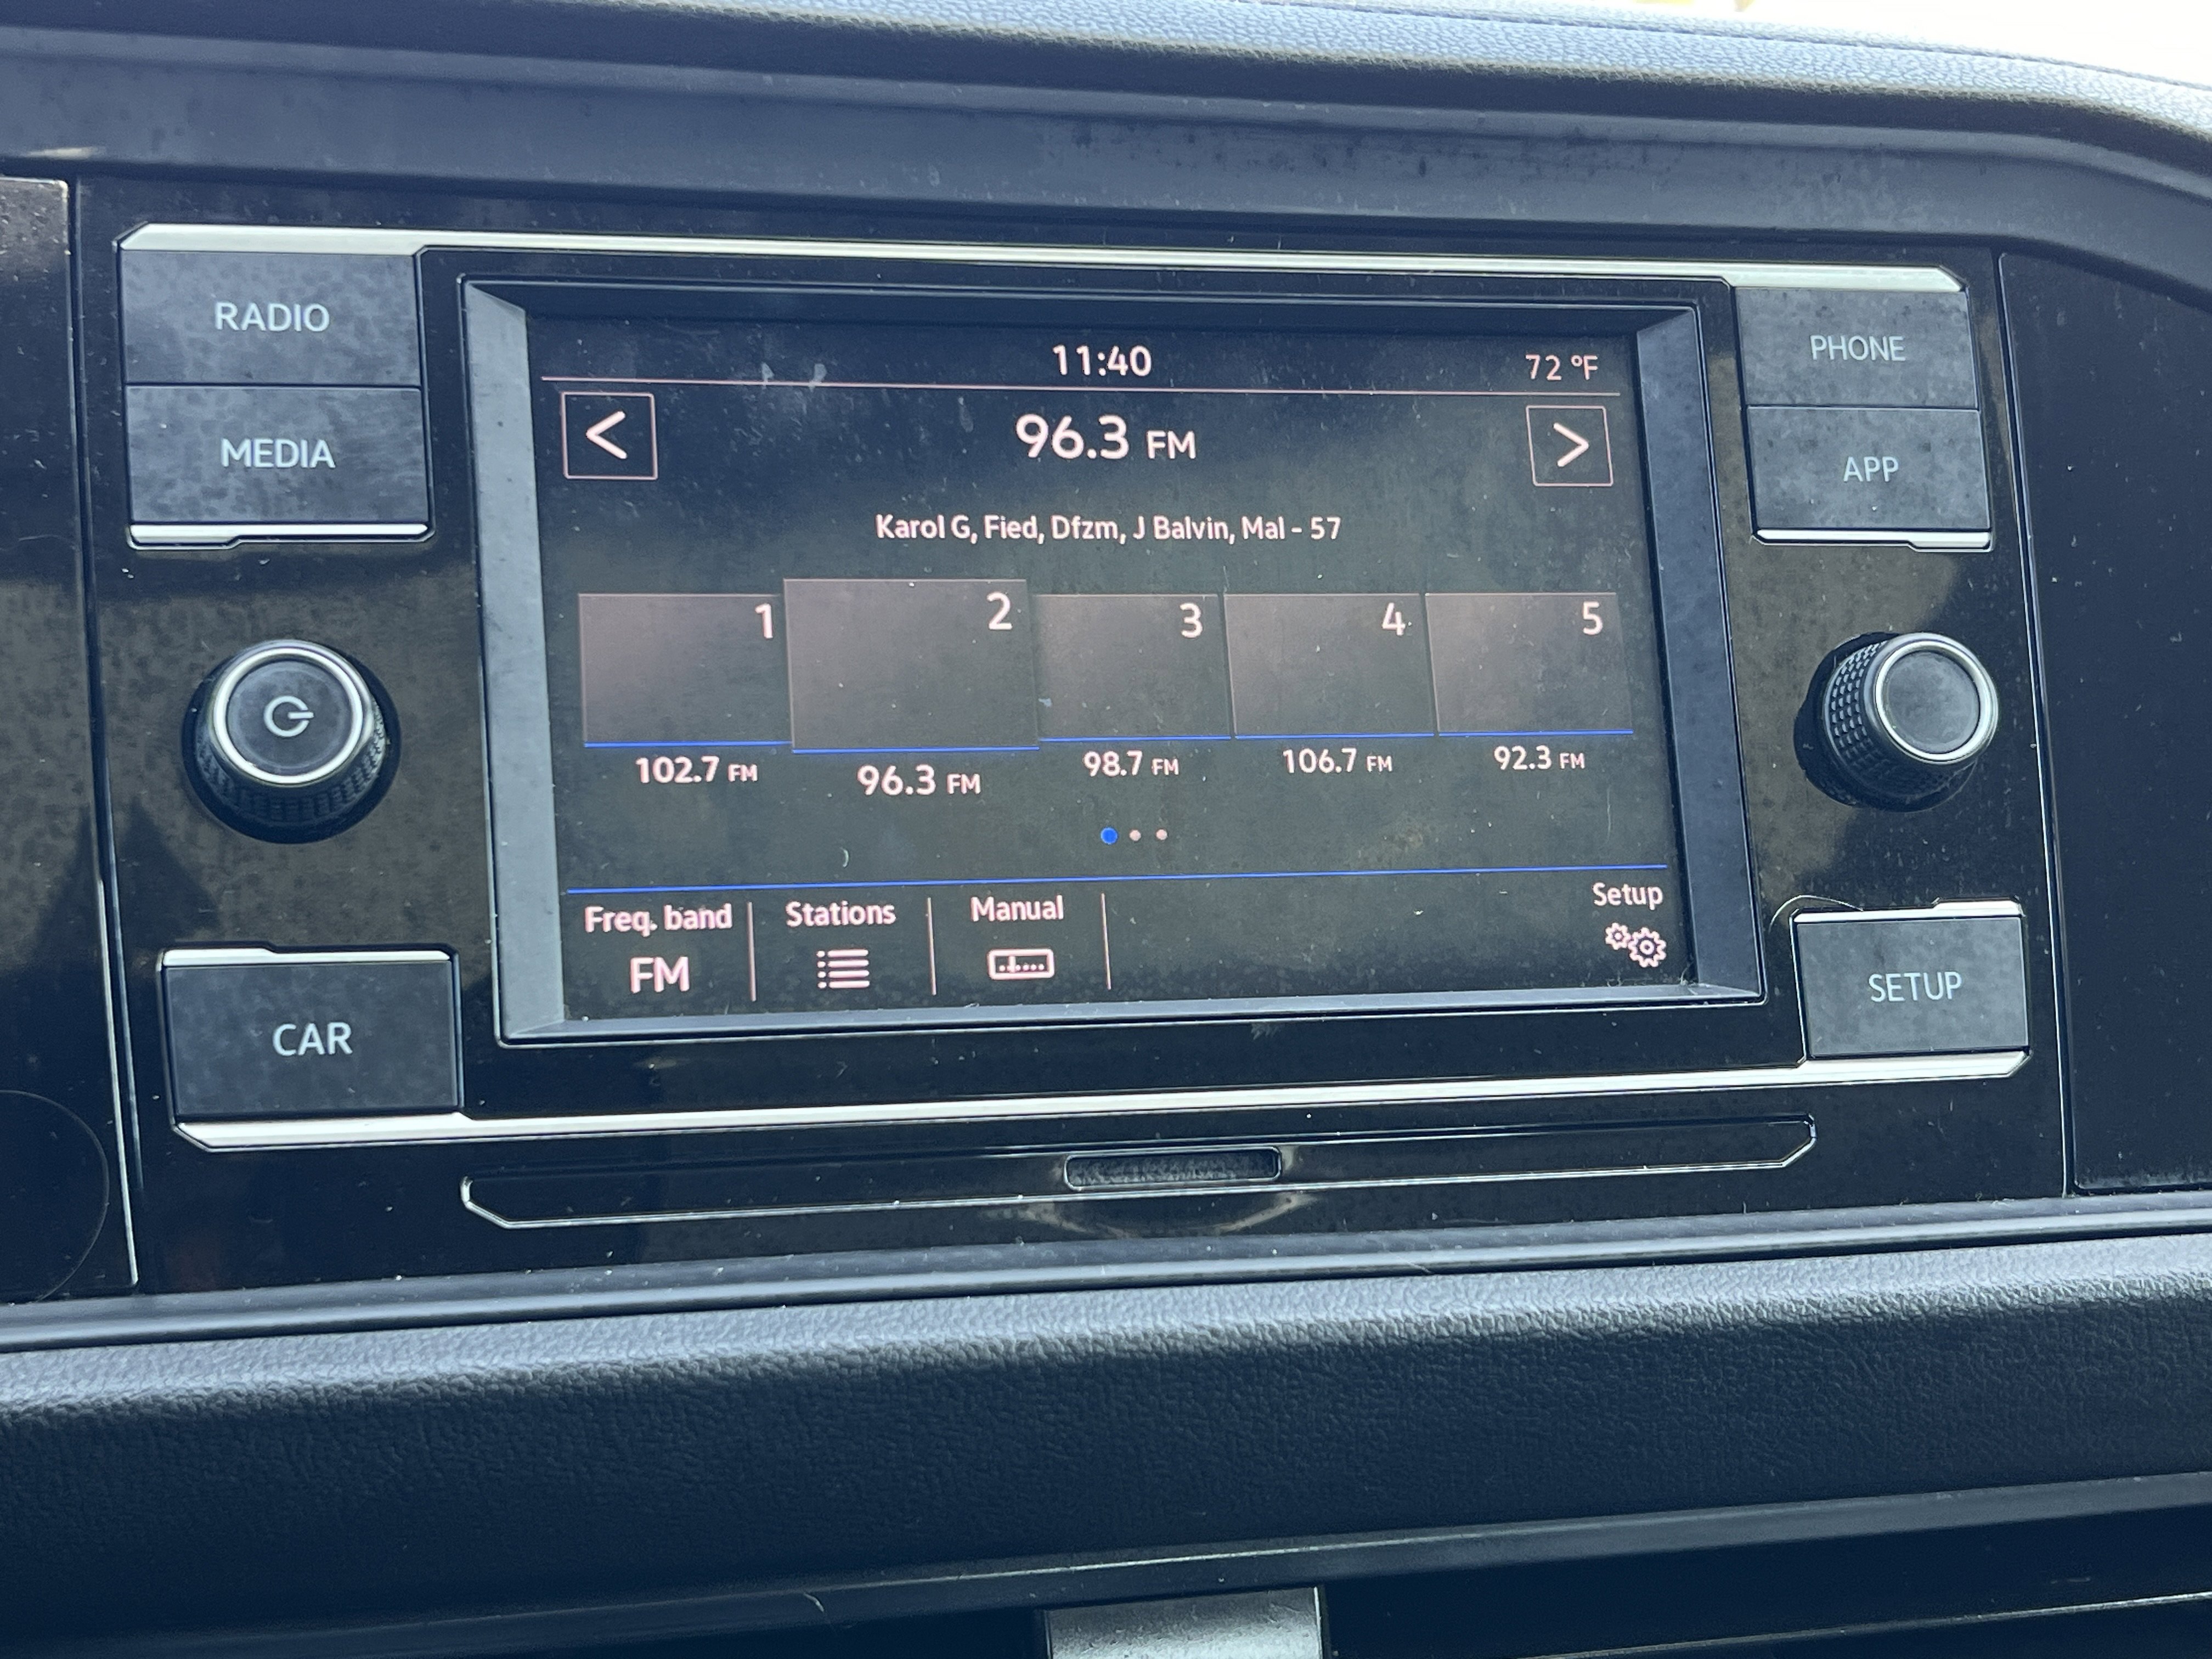 RADIO
MEDIA
CAR
11:40
72 °F
<
96.3 FM
>
Karol G, Fied, Dfzm, J Balvin, Mal - 57
1
2
3
4
5
102.7 FM
96.3 FM
98.7 FM
106.7 FM
92.3 FM
Freq. band
FM
Stations
Manual
Setup
PHONE
APP
SETUP